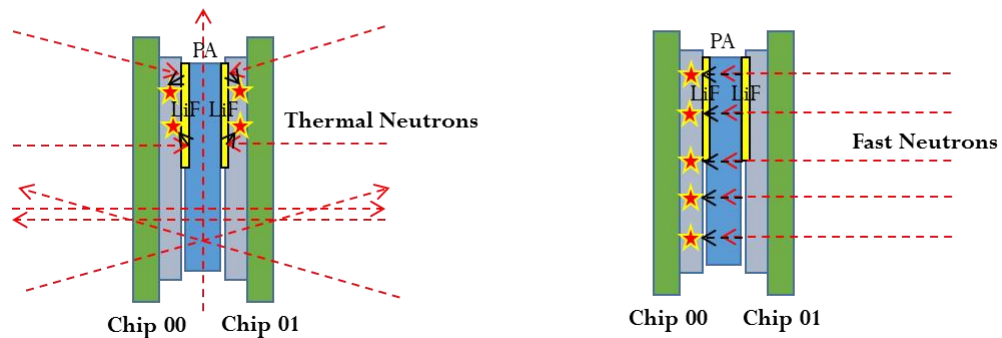 PA
LiF LiF
Thermal Neutrons
Chip 00 Chip 01
PA
LiF LiF
Fast Neutrons
Chip 00 Chip 01